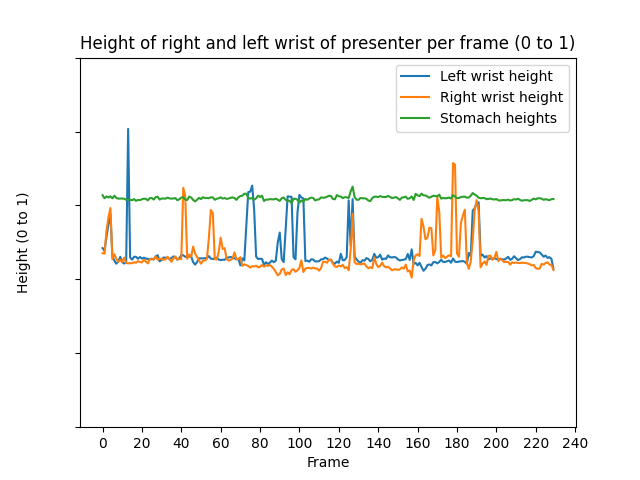 Height of right and left wrist of presenter per frame (0 to 1)
Left wrist height
Right wrist height
Stomach heights
Height (0 to 1)
0 20 40 60 80 100 120 140 160 180 200 220 240
Frame